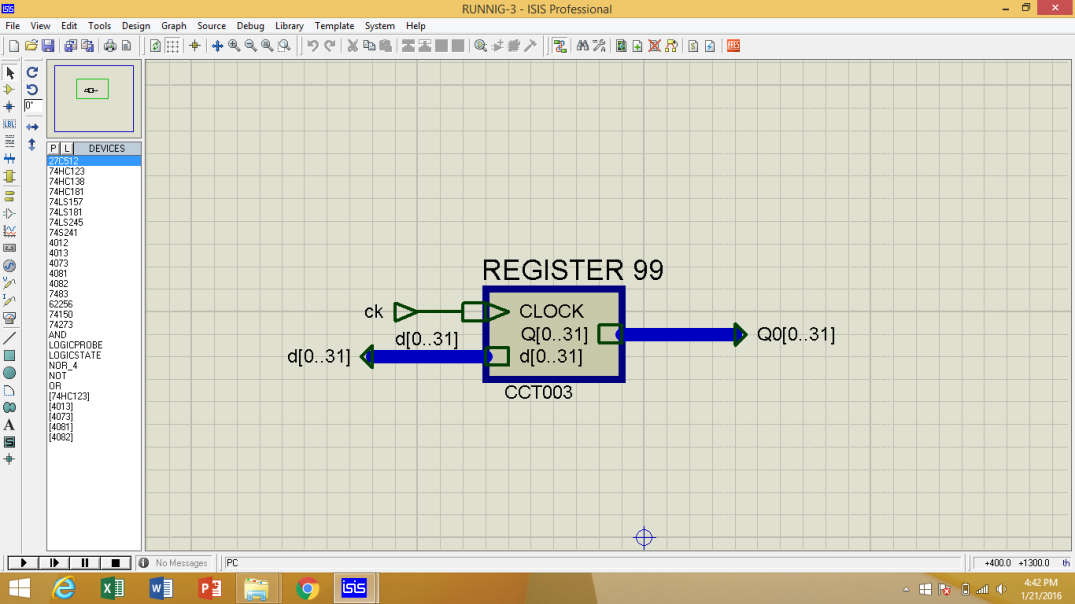 isis
RUNNIG-3 - ISIS Professional
File View Edit Tools Design Graph Source Debug Library Template System Help
0°
LBL
P L DEVICES
27C512
74HC123
74HC138
74HC181
74LS157
74LS181
74LS245
74S241
4012
4013
4073
4081
4082
7483
62256
74150
74273
AND
LOGICPROBE
LOGICSTATE
NOR_4
NOT
OR
[74HC123]
[4013]
[4073]
[4081]
[4082]
A
S
REGISTER 99
ck
CLOCK
d[0..31]
Q[0..31]
Q0[0..31]
d[0..31]
d[0..31]
CCT003
No Messages
PC
+400.0 +1300.0 th
isis
4:42 PM
1/21/2016